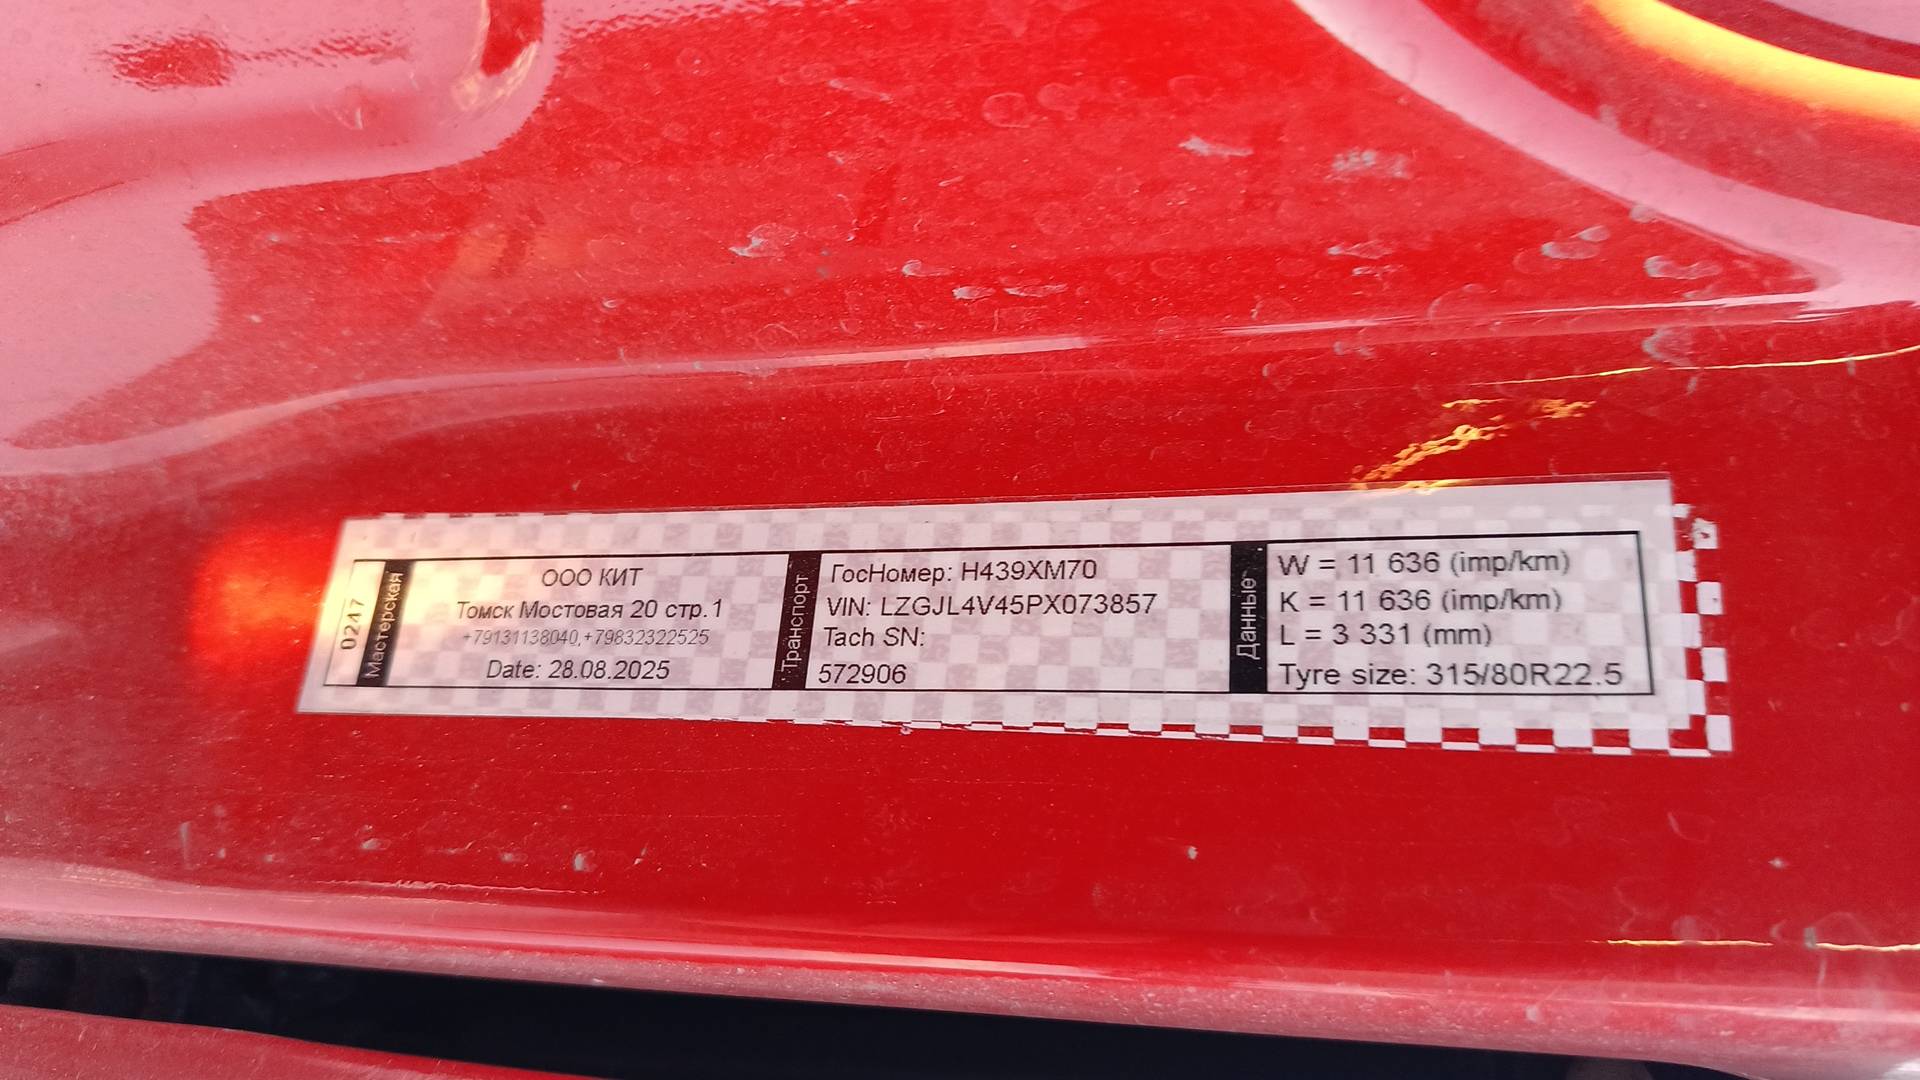 0247
Мастерская
ООО КИТ
Томск Мостовая 20 стр.1
+79131138040,+79832322525
Date: 28.08.2025
Транспорт
ГосНомер: Н439ХМ70
VIN: LZGJL4V45PX073857
Tach SN:
572906
Данные
W = 11 636 (imp/km)
K = 11 636 (imp/km)
L = 3 331 (mm)
Tyre size: 315/80R22.5